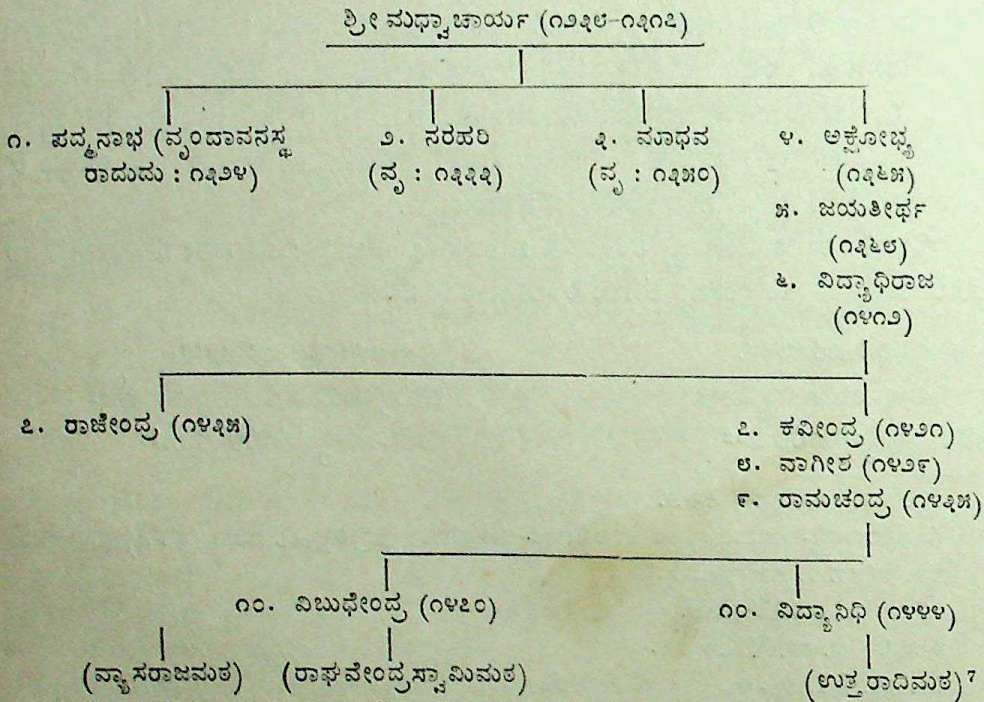 ಶ್ರೀ ಮಧ್ವಾಚಾರ್ಯ (೧೨೩೮-೧೩೧೭)
೧. ಪದ್ಮನಾಭ (ವೃಂದಾವನಸ್ಥ ೨. ನರಹರಿ ೩. ಮಾಧವ ೪. ಅಕ್ಷೋಭ್ಯ
ರಾದುದು : ೧೩೨೪) (ವೃ : ೧೩೩೩) (ವೃ : ೧೩೫೦) (೧೩೬೫)
೫. ಜಯತೀರ್ಥ
(೧೩೬೮)
೬. ವಿದ್ಯಾಧಿರಾಜ
(೧೪೧೨)
೭. ರಾಜೇಂದ್ರ (೧೪೩೫) ೭. ಕವೀಂದ್ರ (೧೪೨೧)
೮. ವಾಗೀಶ (೧೪೨೯)
೯. ರಾಮಚಂದ್ರ (೧೪೩೫)
೧೦. ವಿಬುಧೇಂದ್ರ (೧೪೭೦) ೧೦. ವಿದ್ಯಾನಿಧಿ (೧೪೪೪)
(ವ್ಯಾಸರಾಜಮಠ) (ರಾಘವೇಂದ್ರಸ್ವಾಮಿಮಠ) (ಉತ್ತರಾದಿಮಠ)⁷